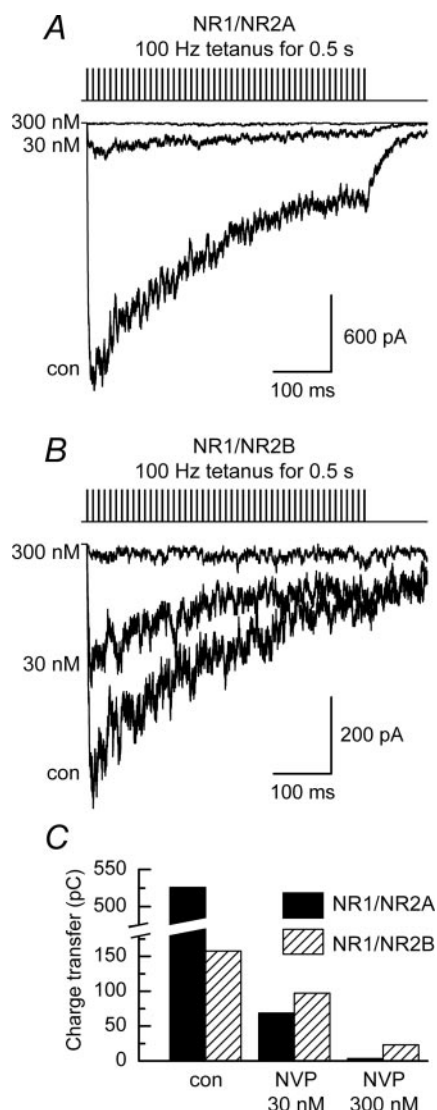 A
NR1/NR2A
100 Hz tetanus for 0.5 s
300 nM
30 nM
con
600 pA
100 ms
B
NR1/NR2B
100 Hz tetanus for 0.5 s
300 nM
30 nM
con
200 pA
100 ms
C
Charge transfer (pC)
550
500
150
100
50
0
NR1/NR2A
NR1/NR2B
con
NVP
30 nM
NVP
300 nM